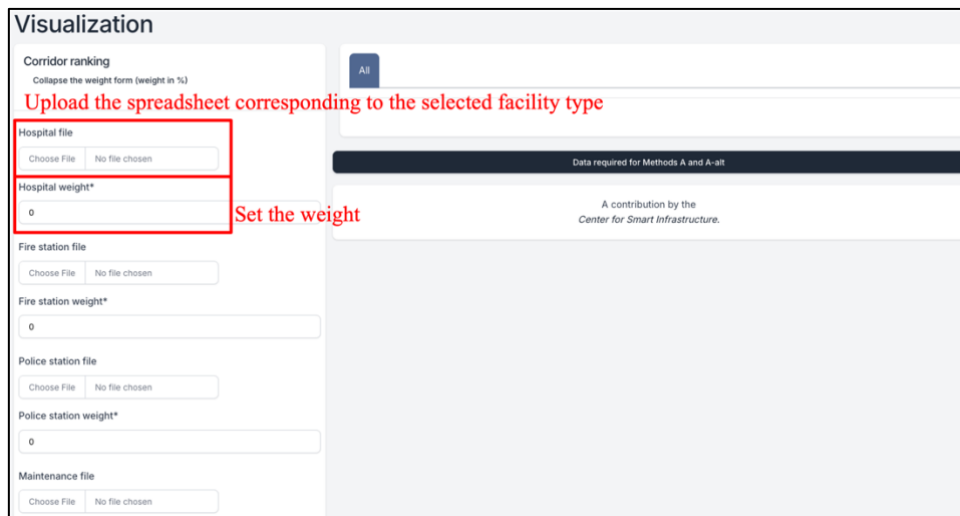 Visualization
Corridor ranking
Collapse the weight form (weight in %)
Upload the spreadsheet corresponding to the selected facility type
Hospital file
Choose File No file chosen
Hospital weight*
0
Set the weight
Fire station file
Choose File No file chosen
Fire station weight*
0
Police station file
Choose File No file chosen
Police station weight*
0
Maintenance file
Choose File No file chosen
All
Data required for Methods A and A-alt
A contribution by the
Center for Smart Infrastructure.